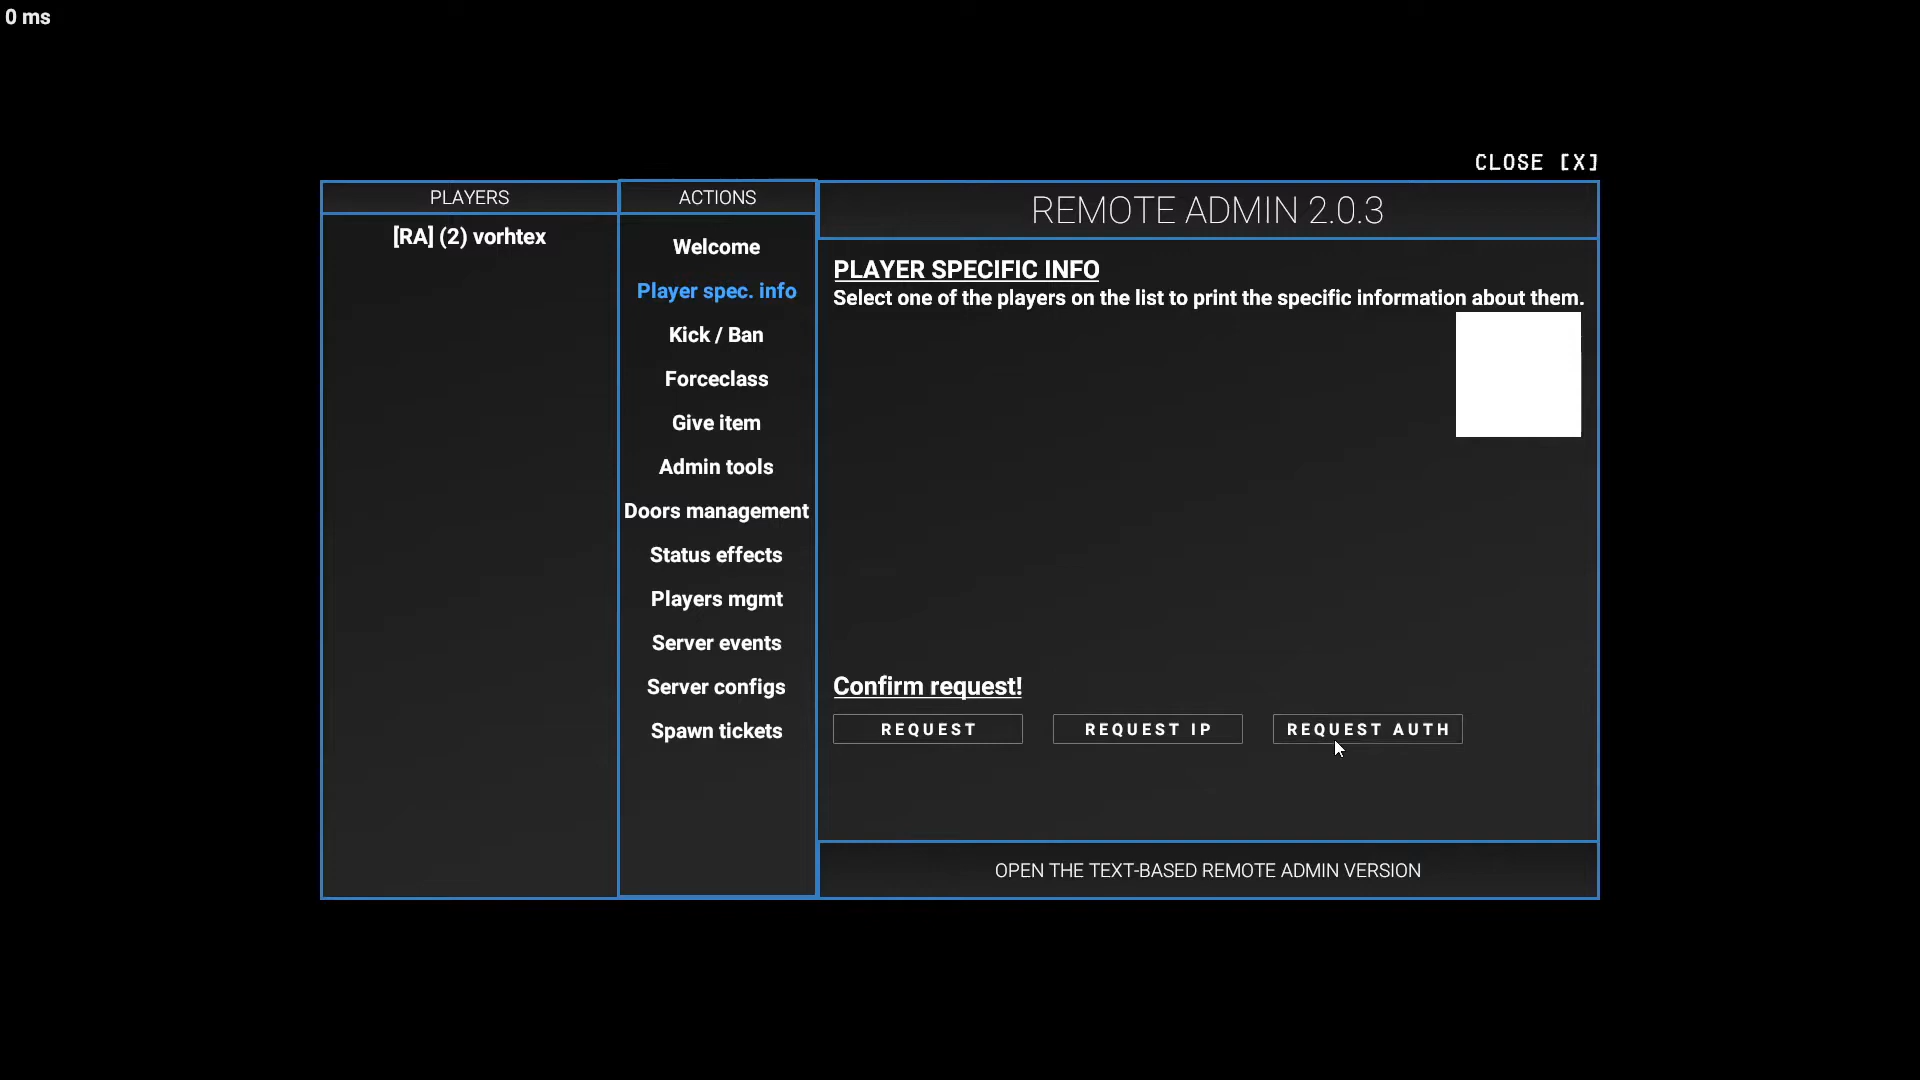 0 ms
CLOSE [X]
PLAYERS
[RA] (2) vorhtex
ACTIONS
Welcome
Player spec. info
Kick / Ban
Forceclass
Give item
Admin tools
Doors management
Status effects
Players mgmt
Server events
Server configs
Spawn tickets
REMOTE ADMIN 2.0.3
PLAYER SPECIFIC INFO
Select one of the players on the list to print the specific information about them.
Confirm request!
REQUEST
REQUEST IP
REQUEST AUTH
OPEN THE TEXT-BASED REMOTE ADMIN VERSION